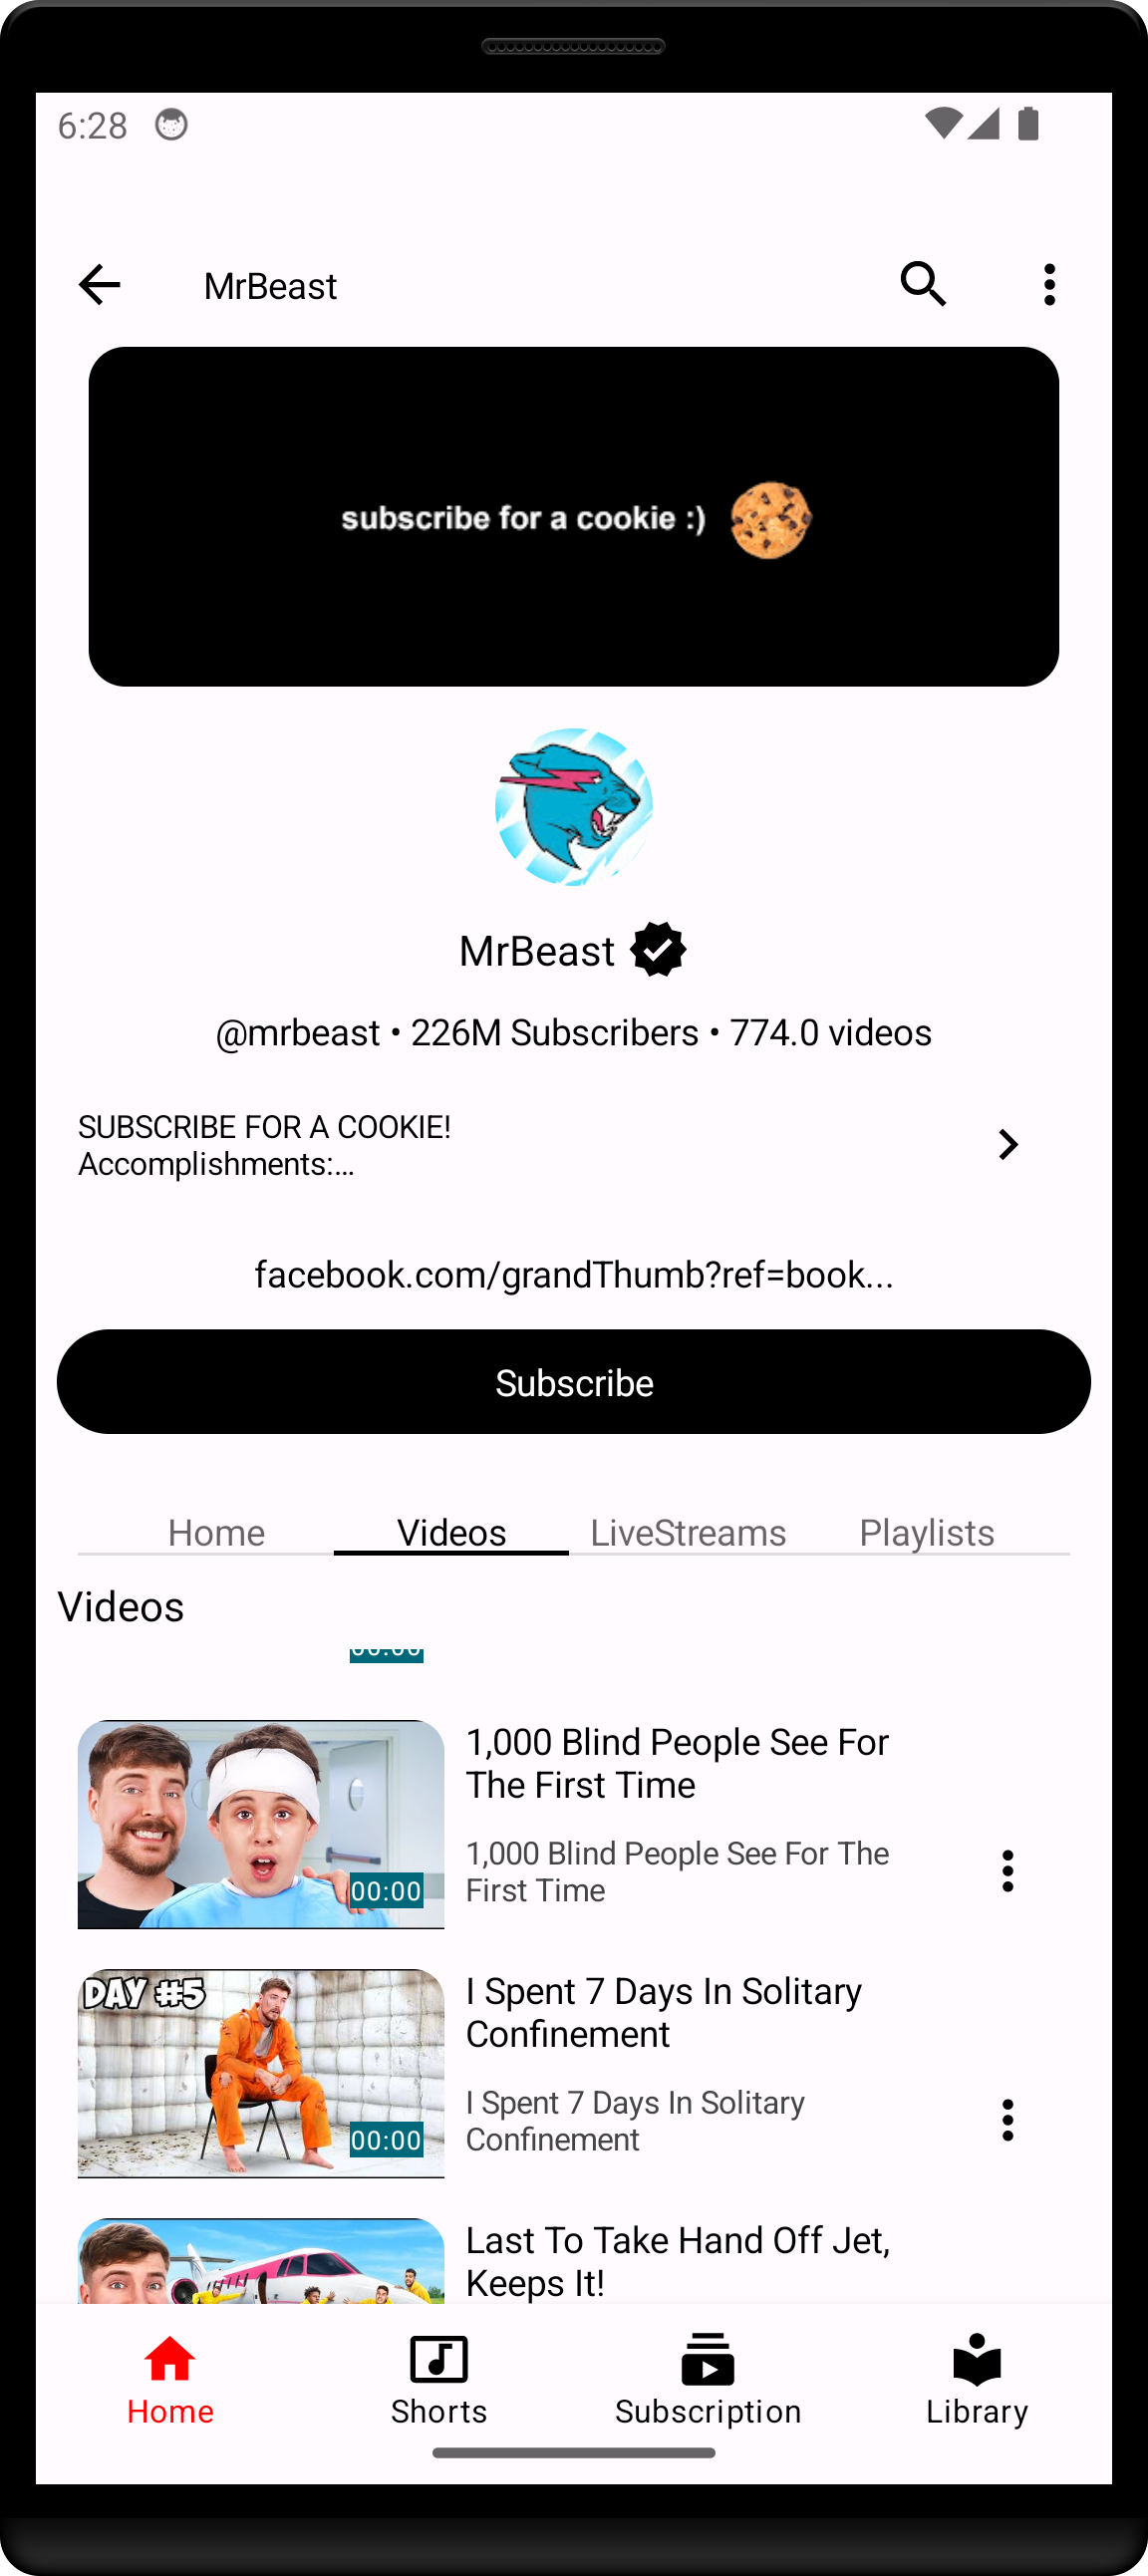 6:28
MrBeast
subscribe for a cookie :)
MrBeast
@mrbeast • 226M Subscribers • 774.0 videos
SUBSCRIBE FOR A COOKIE!
Accomplishments:...
facebook.com/grandThumb?ref=book...
Subscribe
Home Videos LiveStreams Playlists
Videos
1,000 Blind People See For
The First Time
1,000 Blind People See For The
First Time
00:00
DAY #5
I Spent 7 Days In Solitary
Confinement
I Spent 7 Days In Solitary
Confinement
00:00
Last To Take Hand Off Jet,
Keeps It!
Home Shorts Subscription Library